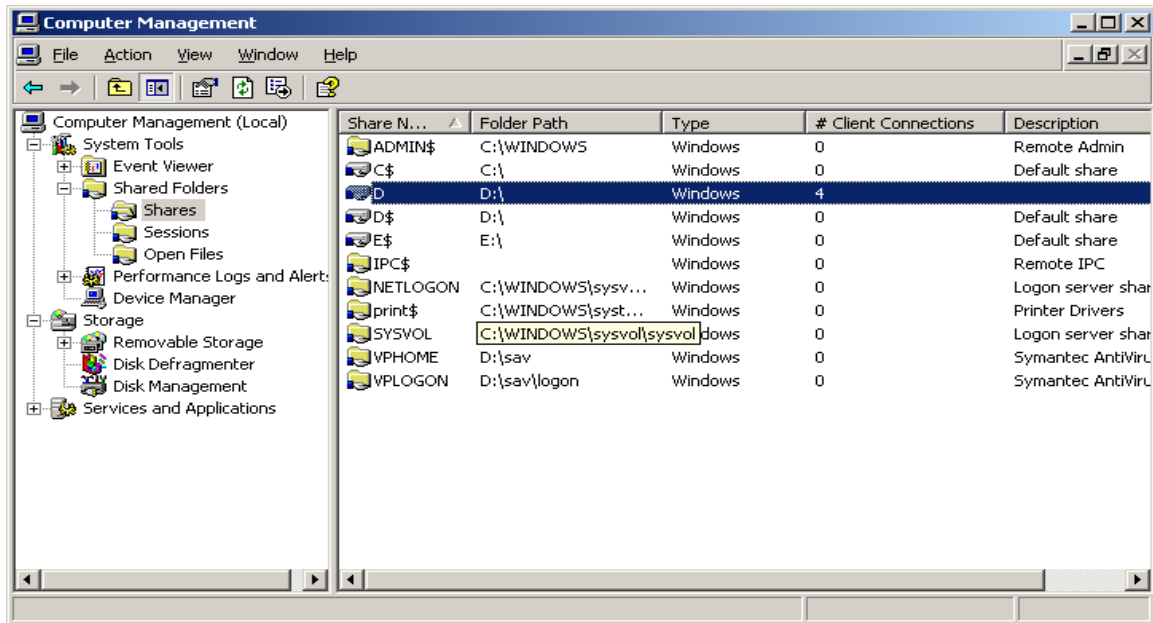 Computer Management
File Action View Window Help
Computer Management (Local)
System Tools
Event Viewer
Shared Folders
Shares
Sessions
Open Files
Performance Logs and Alert:
Device Manager
Storage
Removable Storage
Disk Defragmenter
Disk Management
Services and Applications
Share N... Folder Path Type # Client Connections Description
ADMIN$ C:\WINDOWS Windows 0 Remote Admin
C$ C:\ Windows 0 Default share
D D:\ Windows 4
D$ D:\ Windows 0 Default share
E$ E:\ Windows 0 Default share
IPC$ Windows 0 Remote IPC
NETLOGON C:\WINDOWS\sysv... Windows 0 Logon server shar
print$ C:\WINDOWS\syst... Windows 0 Printer Drivers
SYSVOL C:\WINDOWS\sysvol\sysvol dows 0 Logon server shar
VPHOME D:\sav Windows 0 Symantec AntiViru
VPLOGON D:\sav\logon Windows 0 Symantec AntiViru